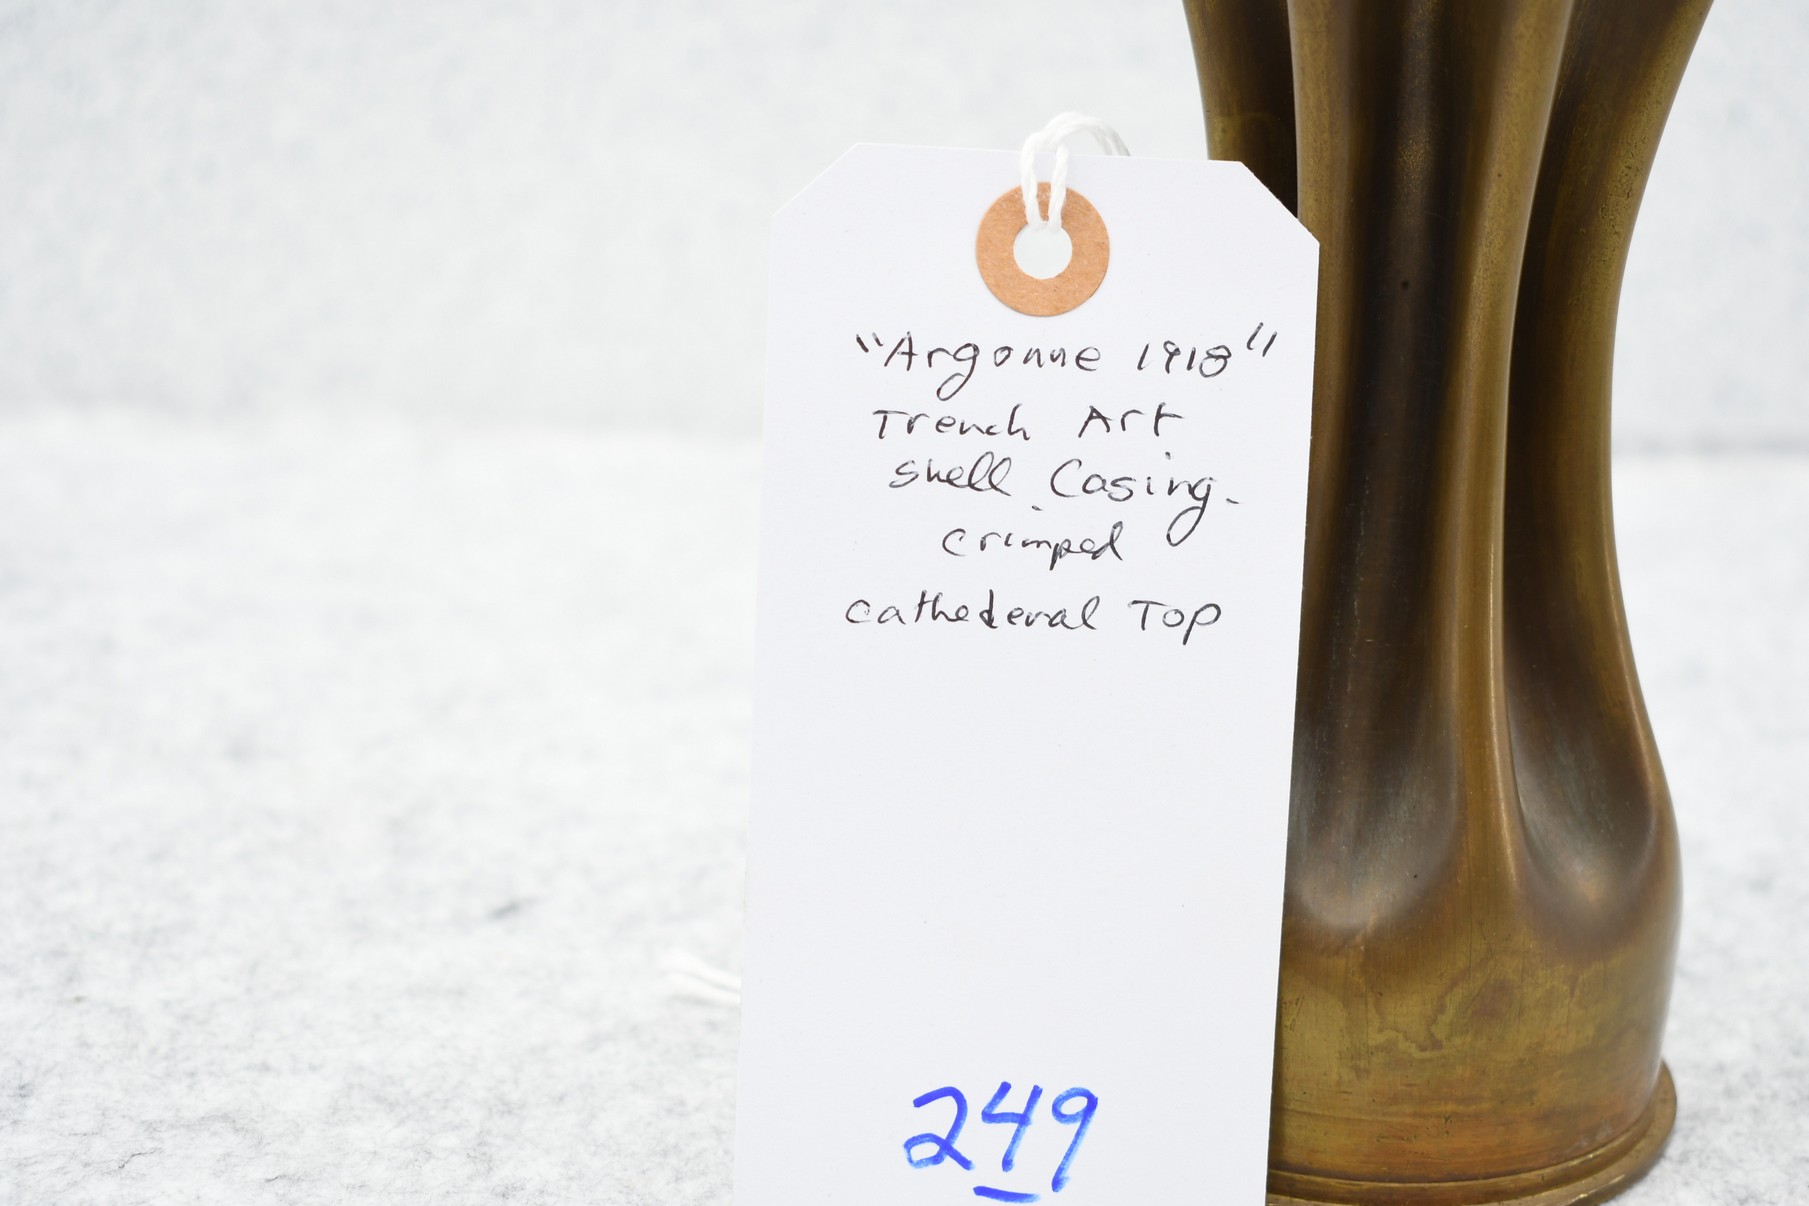 "Argonne 1918"
Trench Art
Shell Casing -
Crimped
Cathederal Top
249